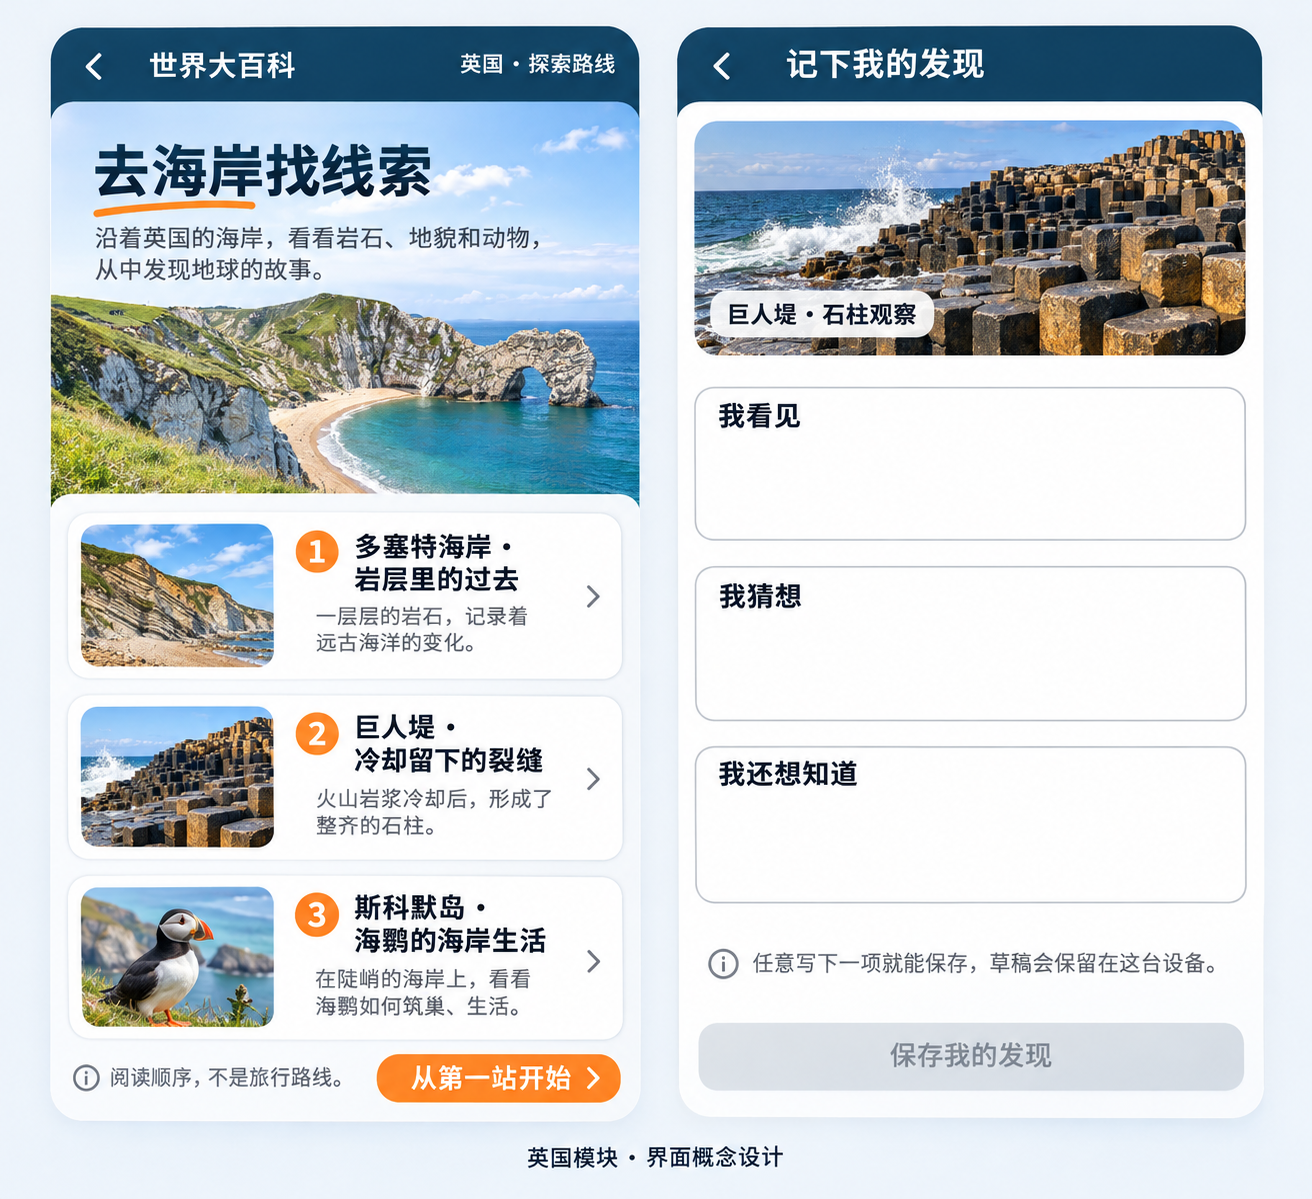 世界大百科
英国·探索路线
去海岸找线索
沿着英国的海岸，看看岩石、地貌和动物，
从中发现地球的故事。
1
多塞特海岸·
岩层里的过去
一层层的岩石，记录着
远古海洋的变化。
2
巨人堤·
冷却留下的裂缝
火山岩浆冷却后，形成了
整齐的石柱。
3
斯科默岛·
海鹦的海岸生活
在陡峭的海岸上，看看
海鹦如何筑巢、生活。
阅读顺序，不是旅行路线。
从第一站开始
记下我的发现
巨人堤·石柱观察
我看见
我猜想
我还想知道
任意写下一项就能保存，草稿会保留在这台设备。
保存我的发现
英国模块·界面概念设计